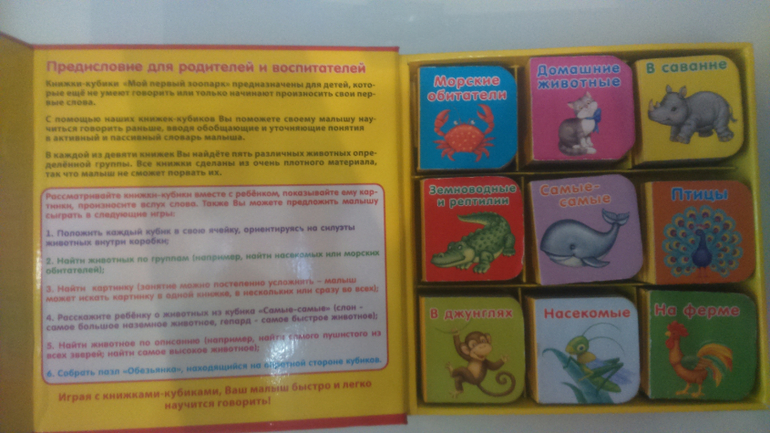 Предисловие для родителей и воспитателей
Книжки-кубики «Мой первый зоопарк» предназначены для детей, кото-
рые ещё не умеют говорить или только начинают произносить свои пер-
вые слова.
С помощью наших книжек-кубиков Вы поможете своему малышу на-
учиться говорить раньше, вводя обобщающие и уточняющие понятия
в активный и пассивный словарь малыша.
В каждой из девяти книжек Вы найдёте пять различных животных опре-
делённой группы. Все книжки сделаны из очень плотного материала,
так что малыш не сможет порвать их.
Рассматривайте книжки-кубики вместе с ребёнком, показывайте ему кар-
тинки, произносите вслух слова. Также Вы можете предложить малышу
сыграть в следующие игры:
1. Положить каждый кубик в свою ячейку, ориентируясь на силуэты
животных внутри коробки;
2. Найти животных по группам (например, найти насекомых или морских
обитателей);
3. Найти картинку (занятие можно постепенно усложнять – малыш
может искать картинку в одной книжке, в нескольких или сразу во всех);
4. Расскажите ребёнку о животных из кубика «Самые-самые» (слон -
самое большое наземное животное, гепард - самое быстрое животное);
5. Найти животное по описанию (например, найти самого пушистого из
всех зверей; найти самое высокое животное);
6. Собрать пазл «Обезьянка», находящийся на обратной стороне кубиков.
Играя с книжками-кубиками, Ваш малыш быстро и легко
научится говорить!
Морские
обитатели
Домашние
животные
В саванне
Земноводные
и рептилии
Самые-
самые
Птицы
В джунглях
Насекомые
На ферме